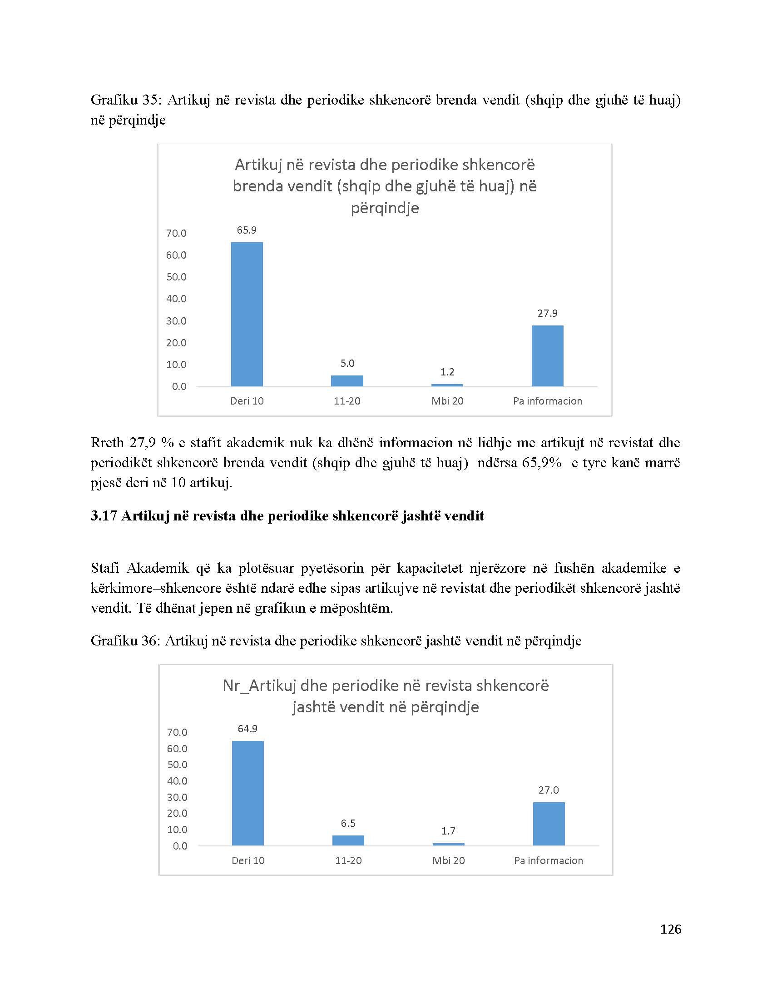 Grafiku 35: Artikuj në revista dhe periodike shkencorë brenda vendit (shqip dhe gjuhë të huaj)
në përqindje
Artikuj në revista dhe periodike shkencorë
brenda vendit (shqip dhe gjuhë të huaj) në
përqindje
70.0
60.0
50.0
40.0
30.0
20.0
10.0
0.0
65.9
5.0
1.2
27.9
Deri 10
11-20
Mbi 20
Pa informacion
Rreth 27,9 % e stafit akademik nuk ka dhënë informacion në lidhje me artikujt në revistat dhe
periodikët shkencorë brenda vendit (shqip dhe gjuhë të huaj) ndërsa 65,9% e tyre kanë marrë
pjesë deri në 10 artikuj.
3.17 Artikuj në revista dhe periodike shkencorë jashtë vendit
Stafi Akademik që ka plotësuar pyetësorin për kapacitetet njerëzore në fushën akademike e
kërkimore–shkencore është ndarë edhe sipas artikujve në revistat dhe periodikët shkencorë jashtë
vendit. Të dhënat jepen në grafikun e mëposhtëm.
Grafiku 36: Artikuj në revista dhe periodike shkencorë jashtë vendit në përqindje
Nr_Artikuj dhe periodike në revista shkencorë
jashtë vendit në përqindje
70.0
60.0
50.0
40.0
30.0
20.0
10.0
0.0
64.9
6.5
1.7
27.0
Deri 10
11-20
Mbi 20
Pa informacion
126